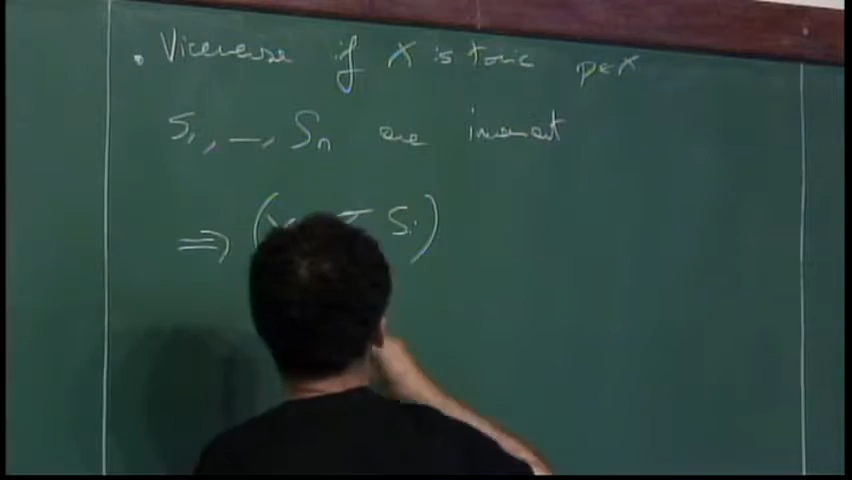 • Viceversa if X is toric p ∈ X
S₁, –, Sₙ are invariant
⇒ ( Sᵢ )